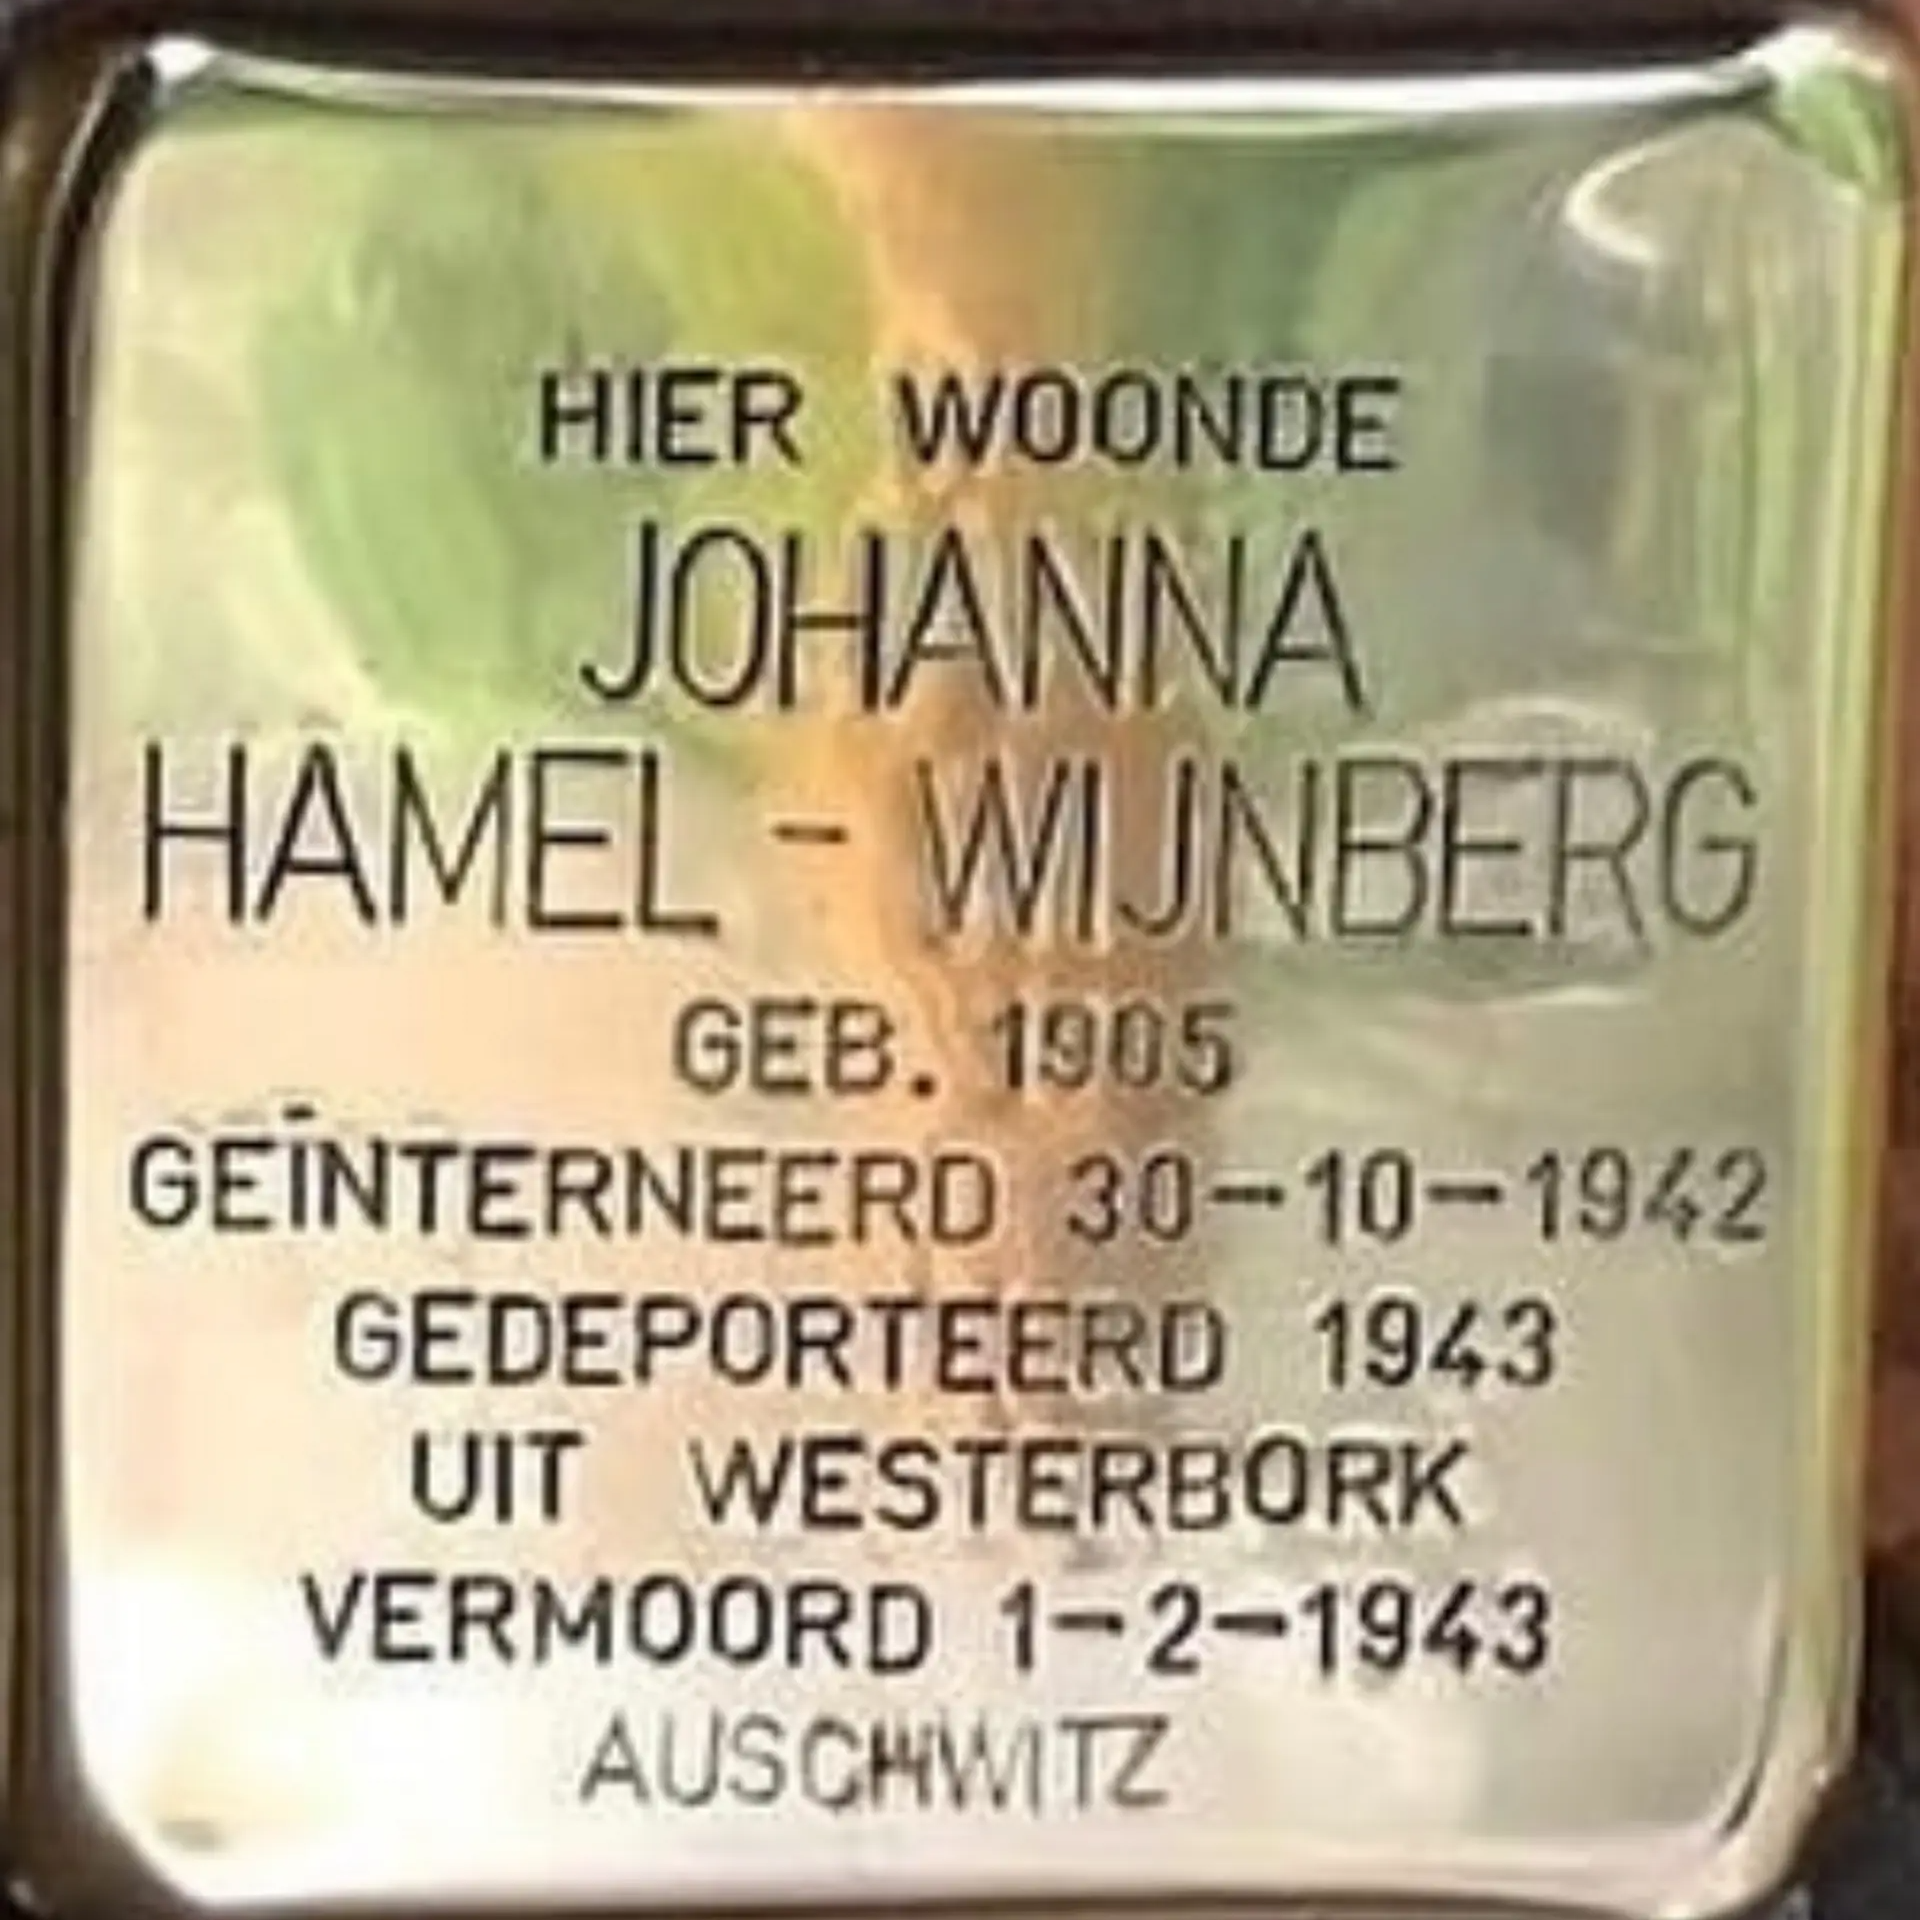 HIER WOONDE
JOHANNA
HAMEL - WIJNBERG
GEB. 1905
GEÏNTERNEERD 30-10-1942
GEDEPORTEERD 1943
UIT WESTERBORK
VERMOORD 1-2-1943
AUSCHWITZ